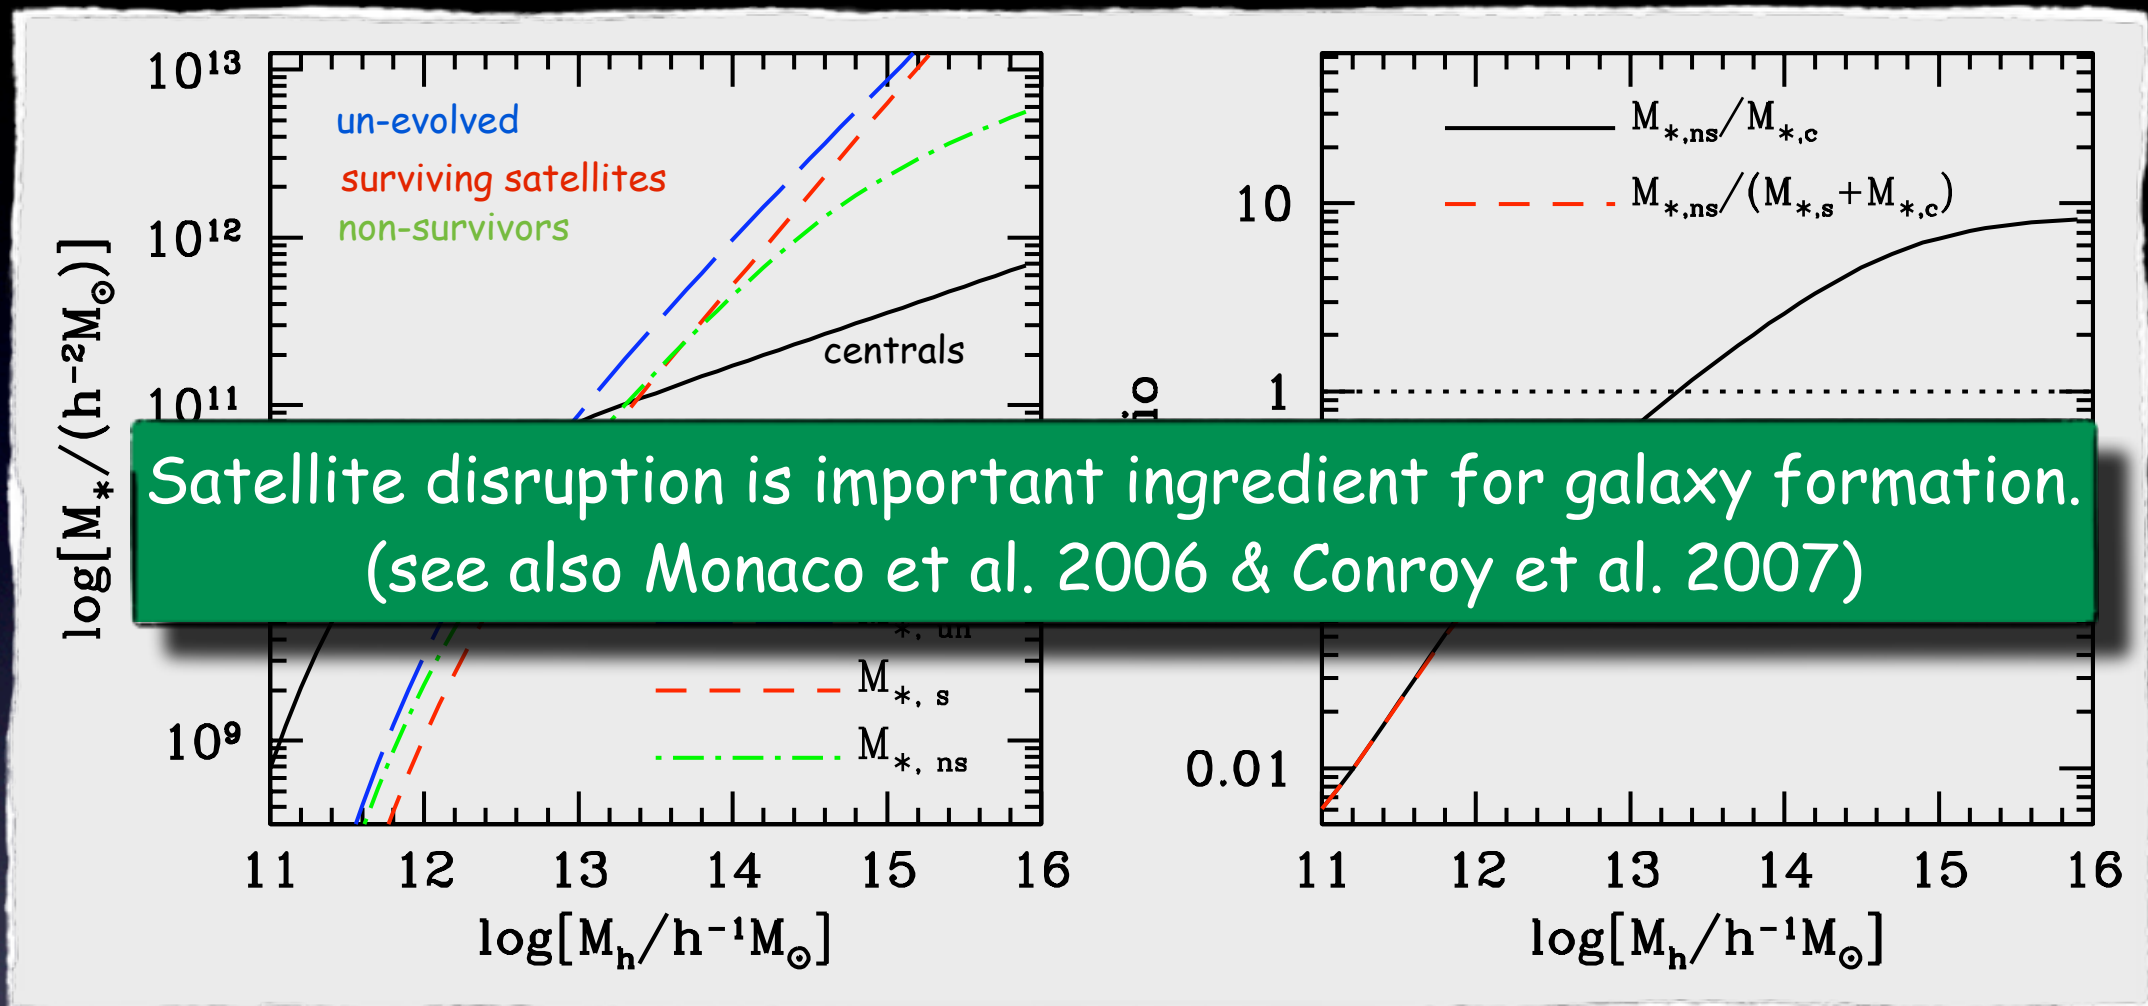 10¹³
10¹²
10¹¹
10⁹
log[M*/(h⁻²M⊙)]
un-evolved
surviving satellites
non-survivors
centrals
M*, s
M*, ns
11 12 13 14 15 16
log[Mₕ/h⁻¹M⊙]
M*,ns/M*,c
M*,ns/(M*,s+M*,c)
10
1
0.01
11 12 13 14 15 16
log[Mₕ/h⁻¹M⊙]
Satellite disruption is important ingredient for galaxy formation.
(see also Monaco et al. 2006 & Conroy et al. 2007)